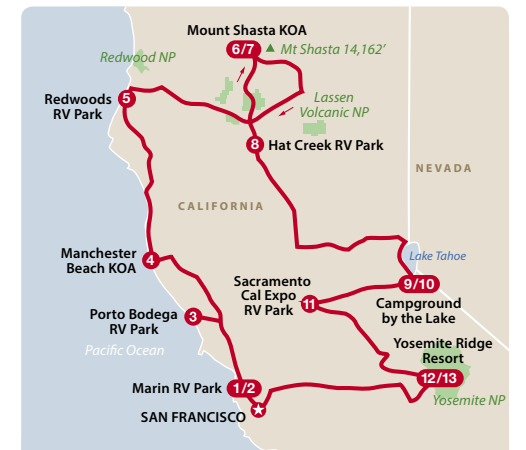 Mount Shasta KOA
6/7
Mt Shasta 14,162’
Redwood NP
Redwoods
RV Park
5
Lassen
Volcanic NP
8
Hat Creek RV Park
NEVADA
CALIFORNIA
Manchester
Beach KOA
4
Lake Tahoe
9/10
Campground
by the Lake
Sacramento
Cal Expo
RV Park
11
Porto Bodega
RV Park
3
Pacific Ocean
Yosemite Ridge
Resort
12/13
Yosemite NP
Marin RV Park
1/2
SAN FRANCISCO